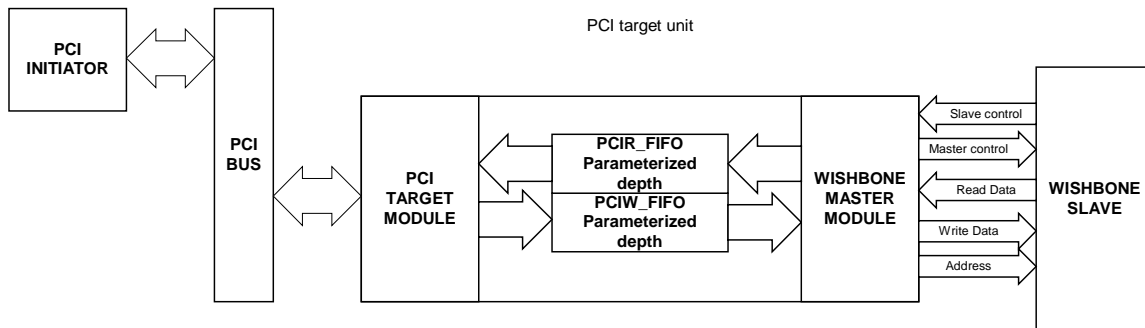 PCI target unit
PCI
INITIATOR
PCI
BUS
PCI
TARGET
MODULE
PCIR_FIFO
Parameterized
depth
PCIW_FIFO
Parameterized
depth
WISHBONE
MASTER
MODULE
Slave control
Master control
Read Data
Write Data
Address
WISHBONE
SLAVE